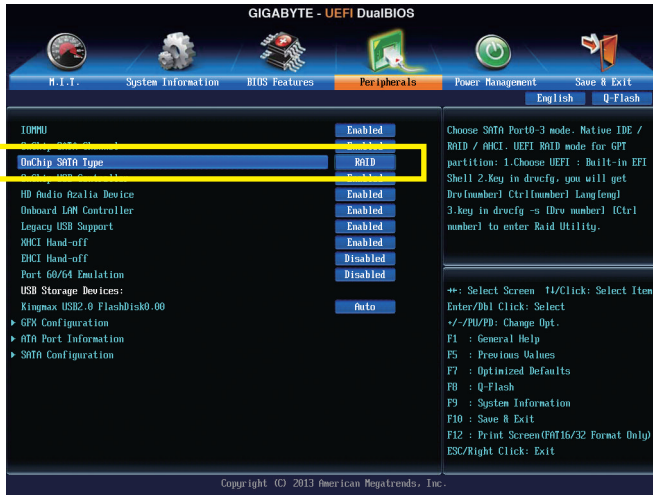 GIGABYTE - UEFI DualBIOS
M.I.T. System Information BIOS Features Peripherals Power Management Save & Exit
English Q-Flash
IOMMU Enabled
OnChip SATA Channel Enabled
OnChip SATA Type RAID
OnChip USB Controller Enabled
HD Audio Azalia Device Enabled
Onboard LAN Controller Enabled
Legacy USB Support Enabled
XHCI Hand-off Enabled
EHCI Hand-off Disabled
Port 60/64 Emulation Disabled
USB Storage Devices:
Kingmax USB2.0 FlashDisk0.00 Auto
GFX Configuration
ATA Port Information
SATA Configuration
Choose SATA Port0-3 mode. Native IDE /
RAID / AHCI. UEFI RAID mode for GPT
partition: 1.Choose UEFI : Built-in EFI
Shell 2.Key in drvcfg, you will get
Drv[number] Ctrl[number] Lang[eng]
3.key in drvcfg -s [Drv number] [Ctrl
number] to enter Raid Utility.
↔: Select Screen ↑↓/Click: Select Item
Enter/Dbl Click: Select
+/-/PU/PD: Change Opt.
F1 : General Help
F5 : Previous Values
F7 : Optimized Defaults
F8 : Q-Flash
F9 : System Information
F10 : Save & Exit
F12 : Print Screen(FAT16/32 Format Only)
ESC/Right Click: Exit
Copyright (C) 2013 American Megatrends, Inc.